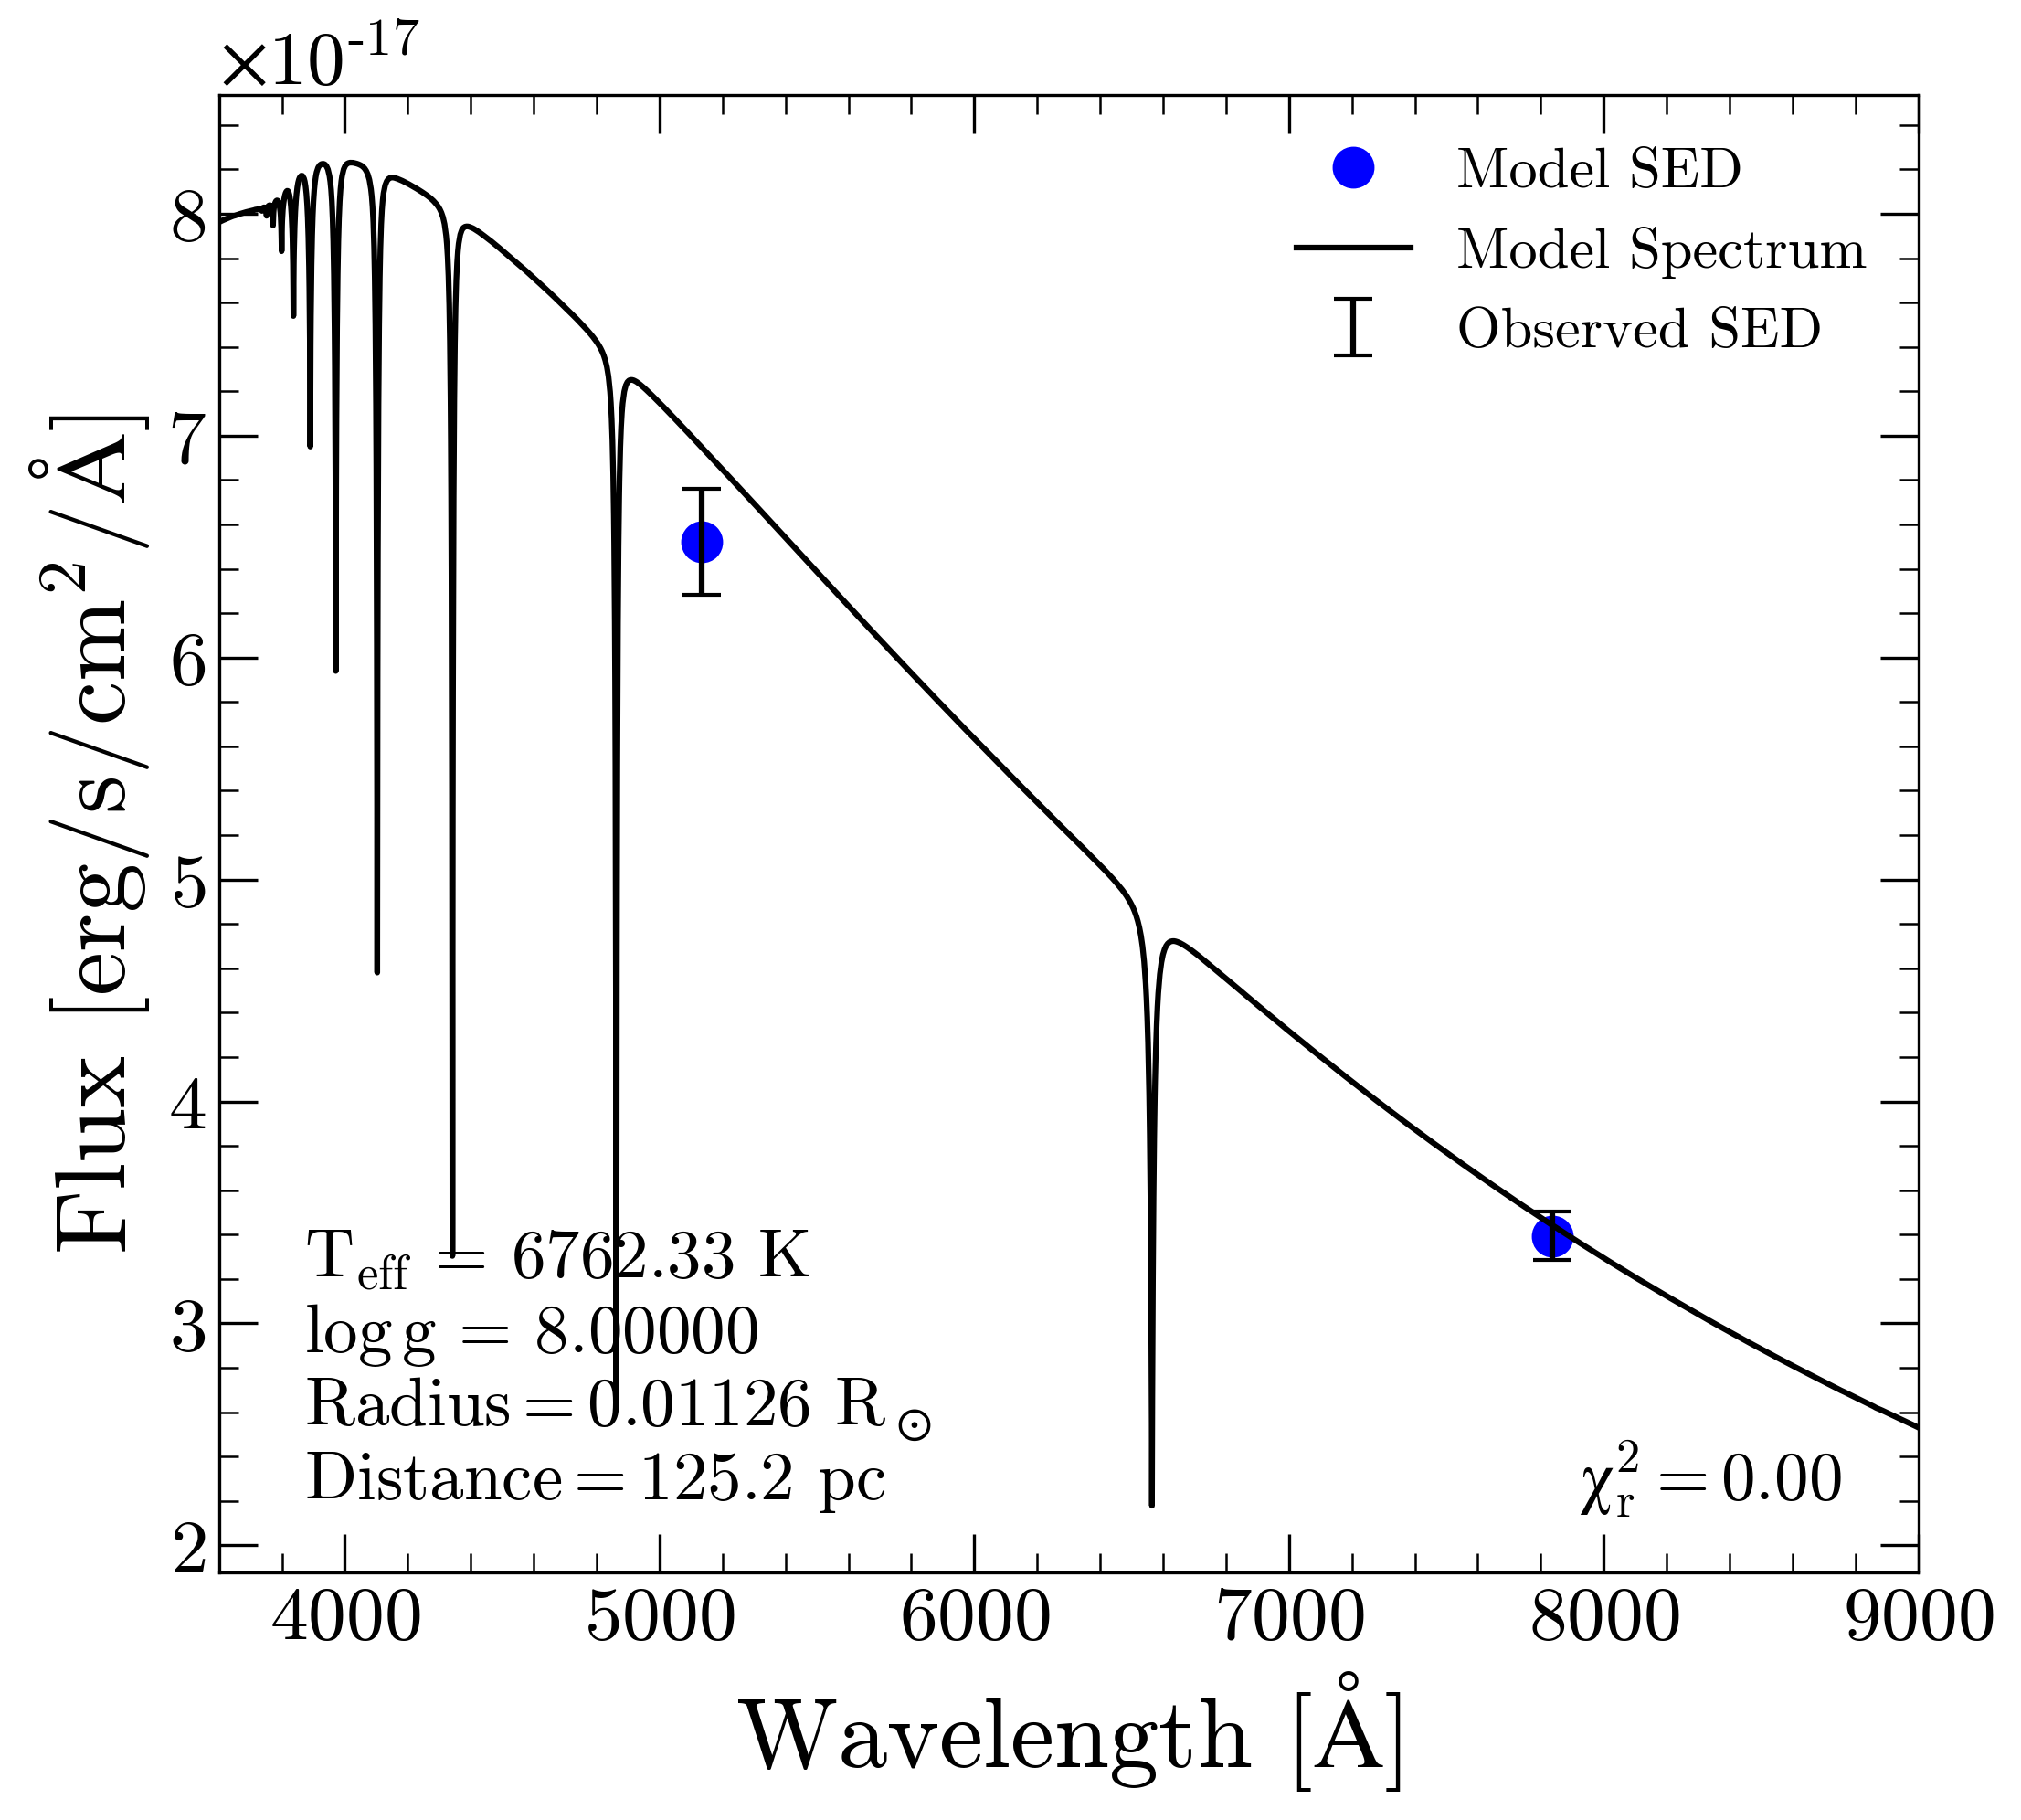 ×10-17
Model SED
Model Spectrum
Observed SED
8
7
6
5
4
3
2
Flux [erg/s/cm2/Å]
Teff = 6762.33 K
log g = 8.00000
Radius = 0.01126 R⊙
Distance = 125.2 pc
χ2r = 0.00
4000 5000 6000 7000 8000 9000
Wavelength [Å]